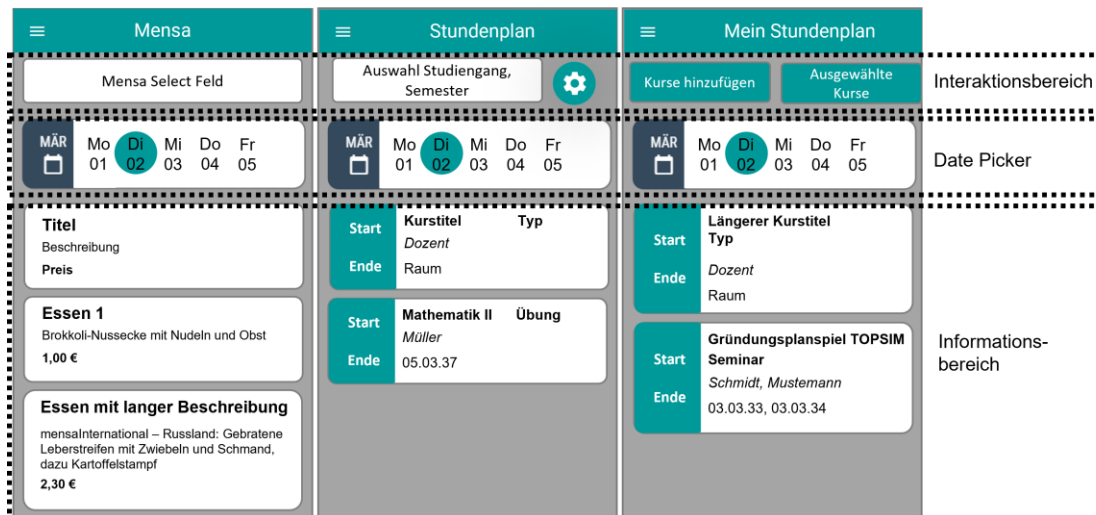 Mensa
Mensa Select Feld
MÄR
Mo Di Mi Do Fr
01 02 03 04 05
Titel
Beschreibung
Preis
Essen 1
Brokkoli-Nussecke mit Nudeln und Obst
1,00 €
Essen mit langer Beschreibung
mensaInternational – Russland: Gebratene
Leberstreifen mit Zwiebeln und Schmand,
dazu Kartoffelstampf
2,30 €
Stundenplan
Auswahl Studiengang,
Semester
MÄR
Mo Di Mi Do Fr
01 02 03 04 05
Start
Ende
Kurstitel Typ
Dozent
Raum
Start
Ende
Mathematik II Übung
Müller
05.03.37
Mein Stundenplan
Kurse hinzufügen
Ausgewählte
Kurse
MÄR
Mo Di Mi Do Fr
01 02 03 04 05
Start
Ende
Längerer Kurstitel
Typ
Dozent
Raum
Start
Ende
Gründungsplanspiel TOPSIM
Seminar
Schmidt, Mustemann
03.03.33, 03.03.34
Interaktionsbereich
Date Picker
Informations-
bereich